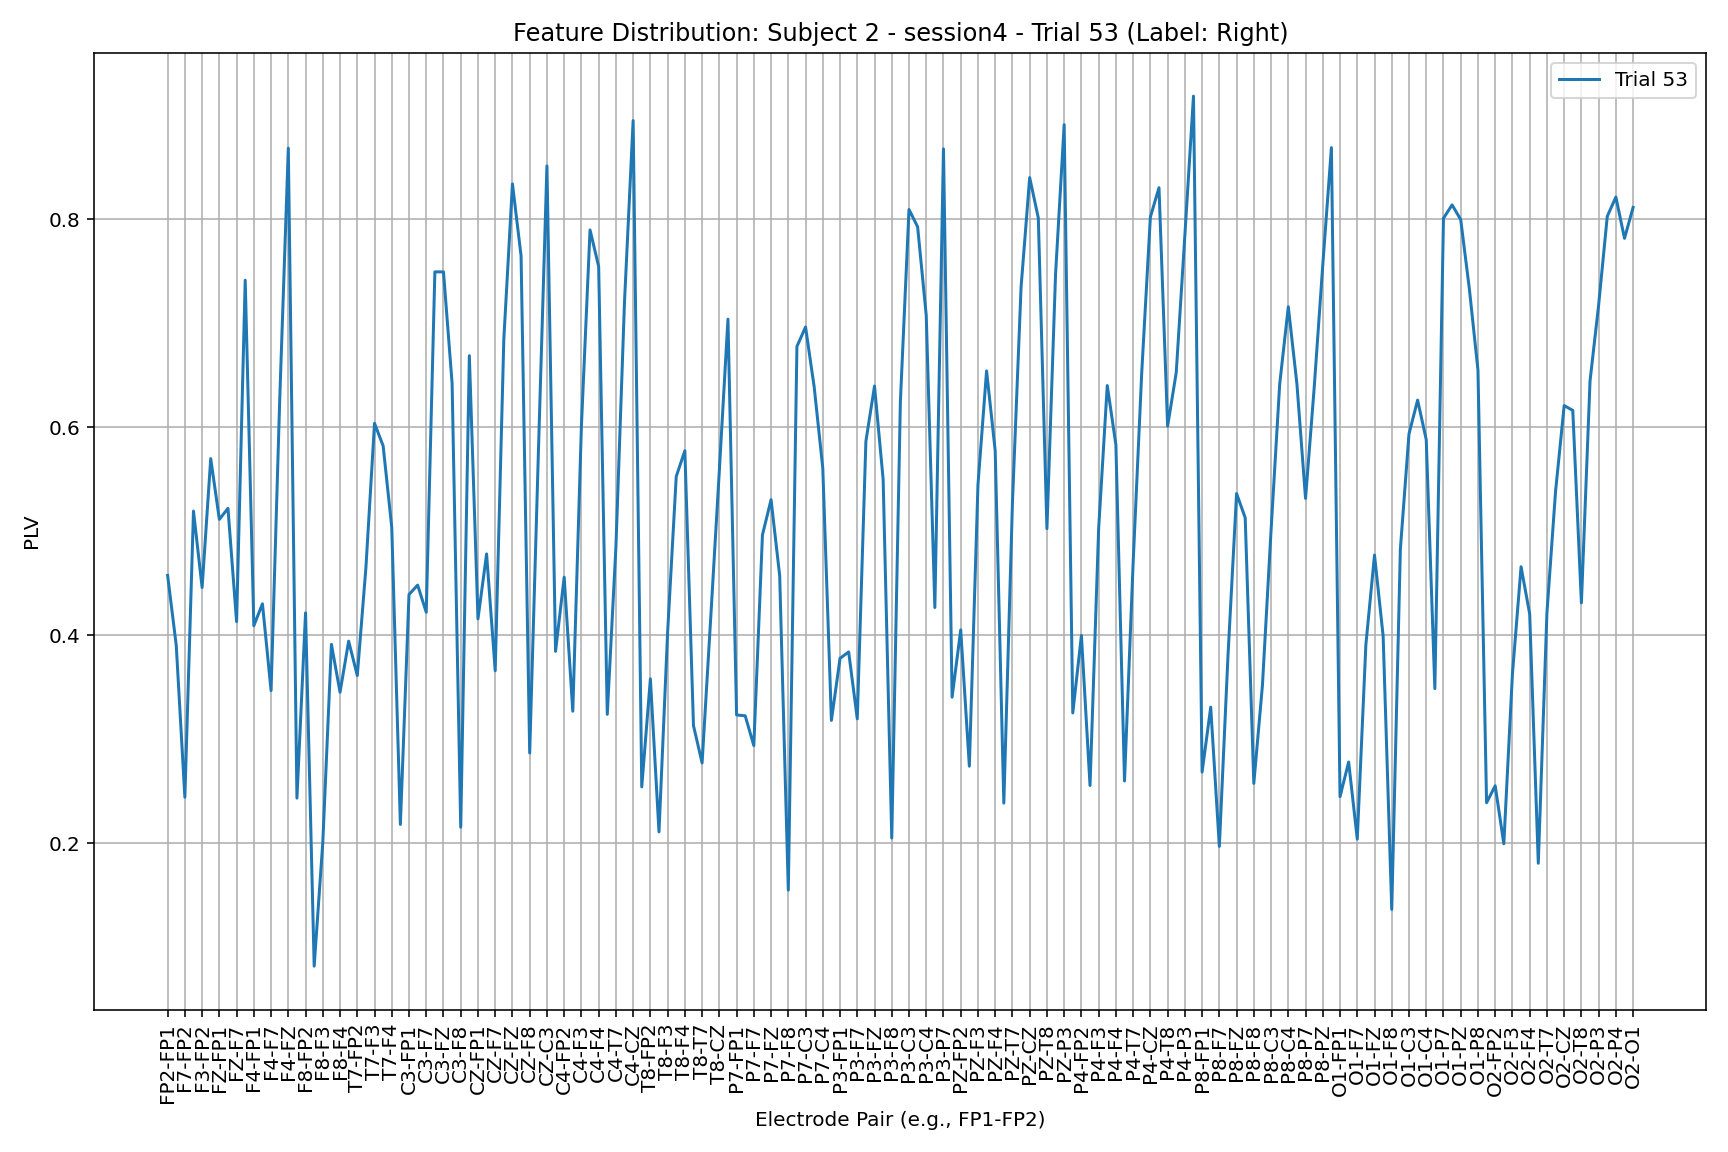 Feature Distribution: Subject 2 - session4 - Trial 53 (Label: Right)
Trial 53
PLV
0.8
0.6
0.4
0.2
FP2-FP1
F7-FP2
F3-FP2
FZ-FP1
FZ-F7
F4-FP1
F4-F7
F4-FZ
F8-FP2
F8-F3
F8-F4
T7-FP2
T7-F3
T7-F4
C3-FP1
C3-F7
C3-FZ
C3-F8
CZ-FP1
CZ-F7
CZ-FZ
CZ-F8
CZ-C3
C4-FP2
C4-F3
C4-F4
C4-T7
C4-CZ
T8-FP2
T8-F3
T8-F4
T8-T7
T8-CZ
P7-FP1
P7-F7
P7-FZ
P7-F8
P7-C3
P7-C4
P3-FP1
P3-F7
P3-FZ
P3-F8
P3-C3
P3-C4
P3-P7
PZ-FP2
PZ-F3
PZ-F4
PZ-T7
PZ-CZ
PZ-T8
PZ-P3
P4-FP2
P4-F3
P4-F4
P4-T7
P4-CZ
P4-T8
P4-P3
P8-FP1
P8-F7
P8-FZ
P8-F8
P8-C3
P8-C4
P8-P7
P8-PZ
O1-FP1
O1-F7
O1-FZ
O1-F8
O1-C3
O1-C4
O1-P7
O1-PZ
O1-P8
O2-FP2
O2-F3
O2-F4
O2-T7
O2-CZ
O2-T8
O2-P3
O2-P4
O2-O1
Electrode Pair (e.g., FP1-FP2)